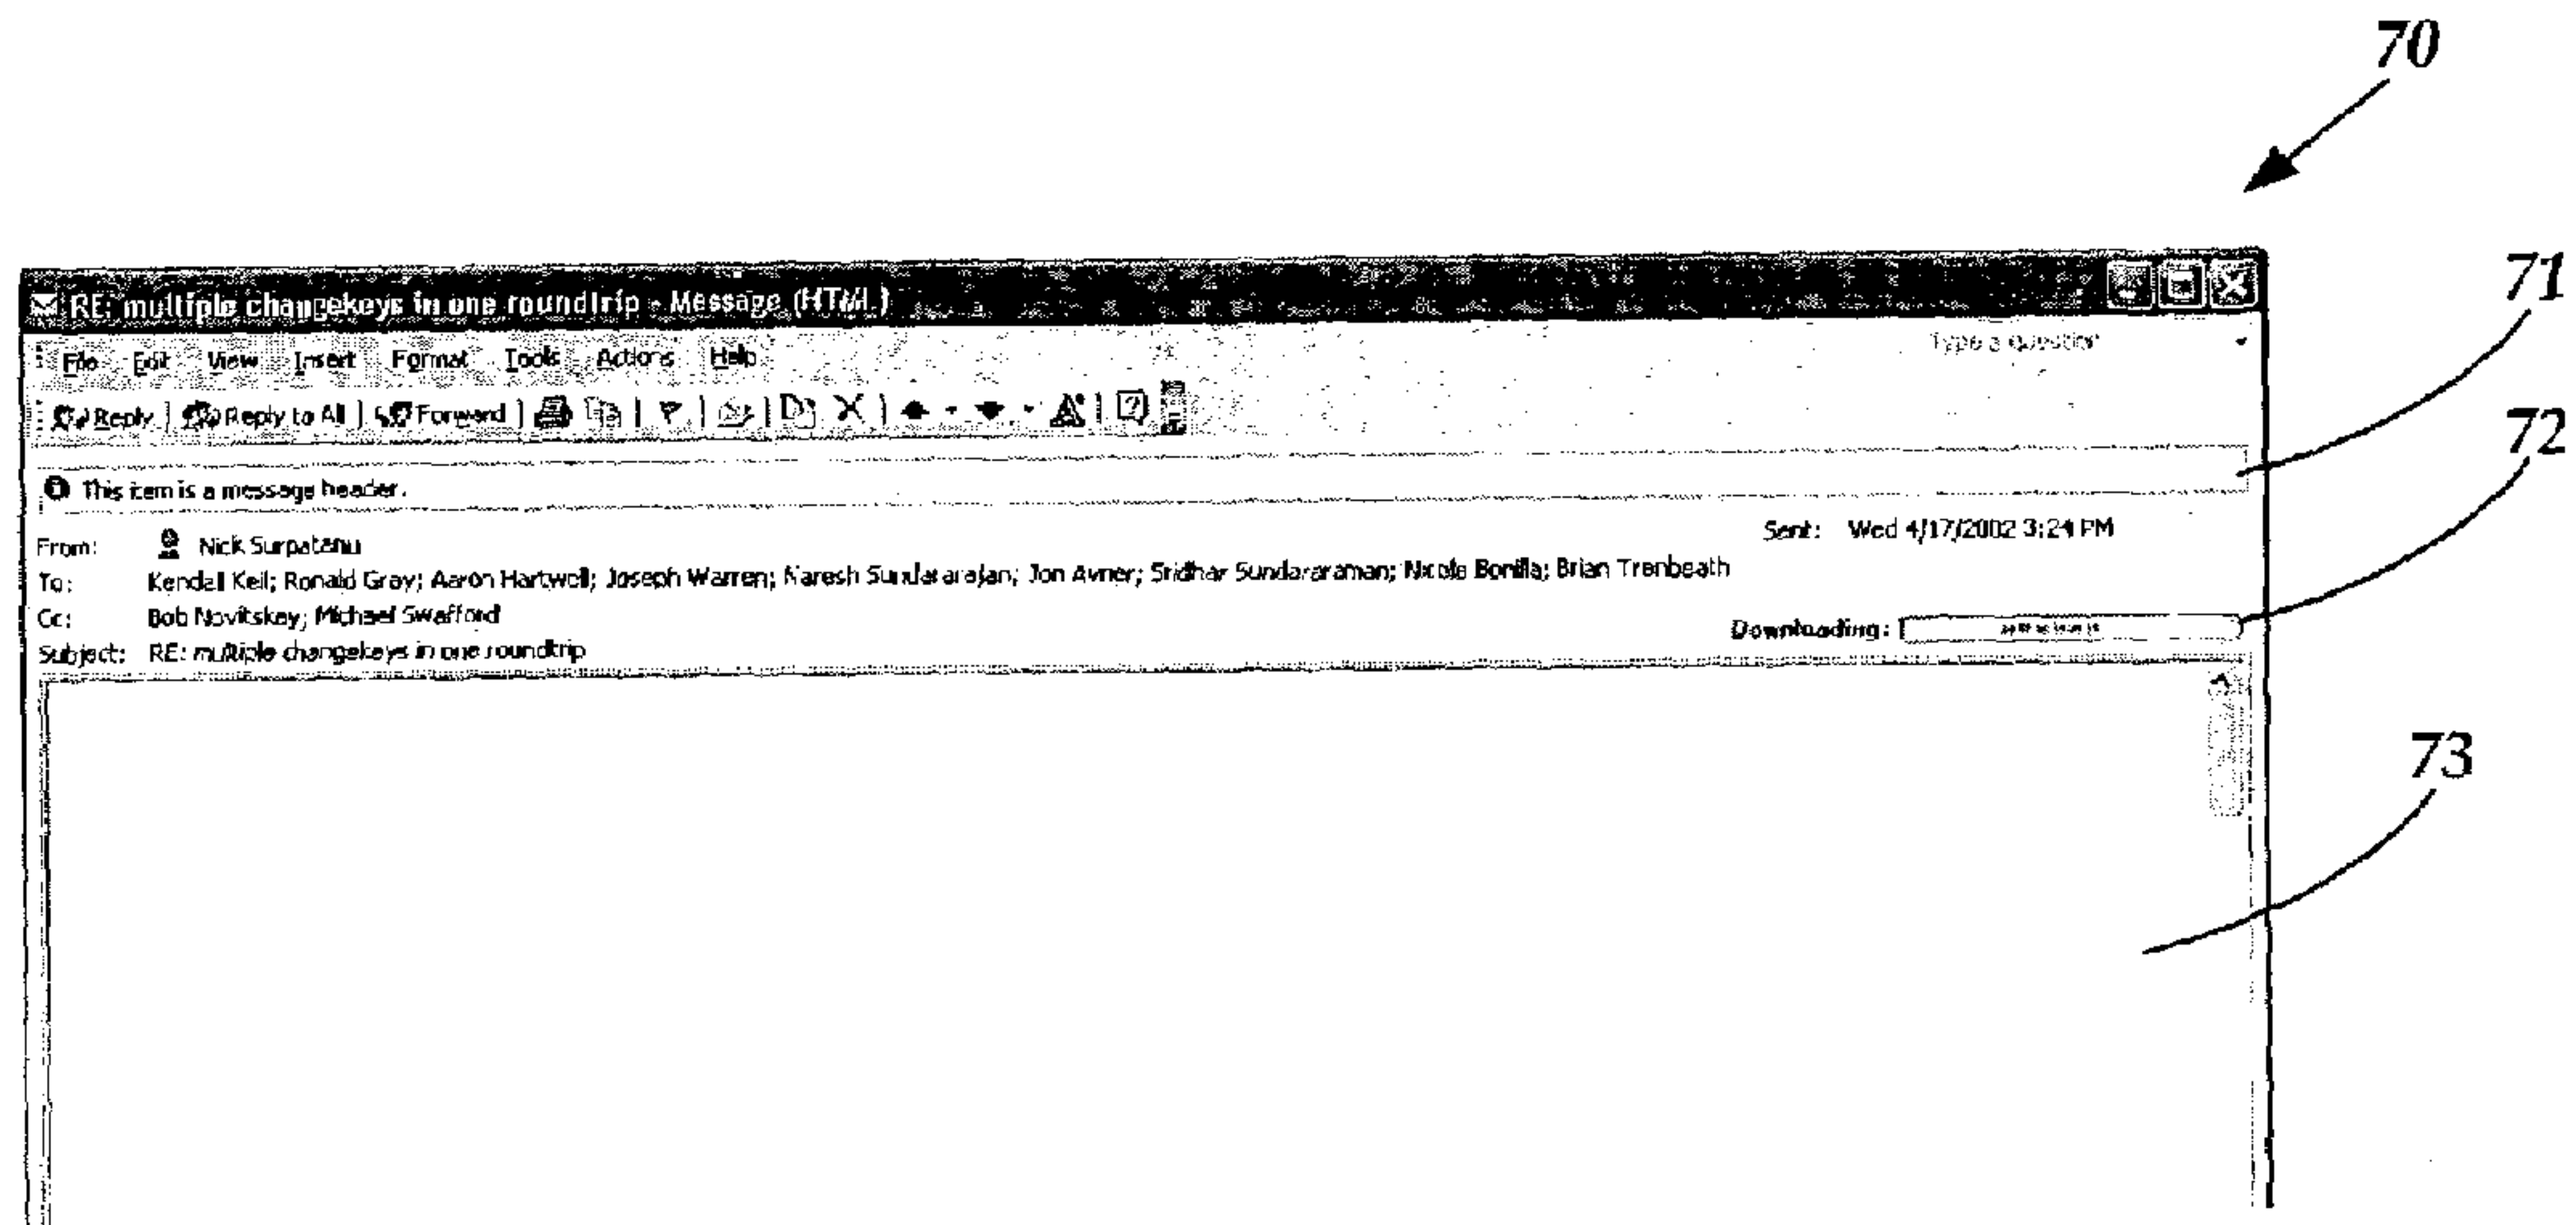 70
71
RE: multiple changekeys in one roundtrip - Message (HTML)
File Edit View Insert Format Tools Actions Help Type a question
Reply Reply to All Forward
72
This item is a message header.
Sent: Wed 4/17/2002 3:24 PM
From: Nick Surpatanu
To: Kendall Keil; Ronald Gray; Aaron Hartwell; Joseph Warren; Naresh Sundararajan; Jon Avner; Sridhar Sundararaman; Nicole Bonilla; Brian Trenbeath
Cc: Bob Novitskey; Michael Swafford
Downloading:
Subject: RE: multiple changekeys in one roundtrip
73